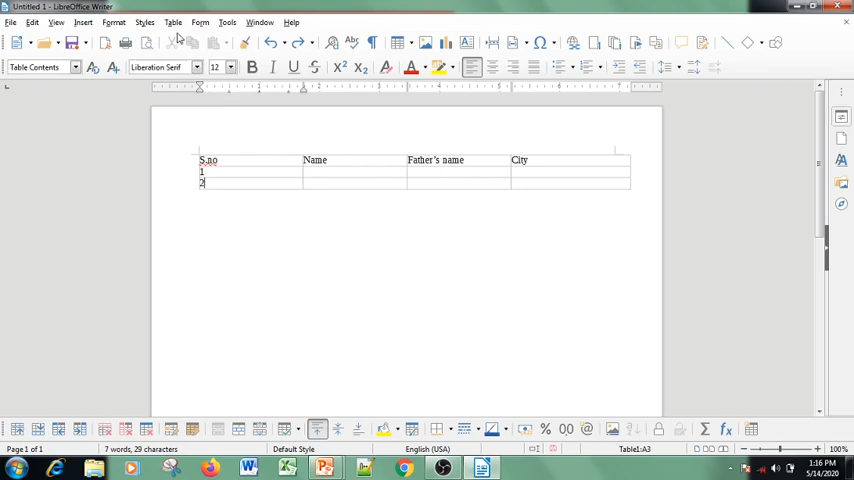 Untitled 1 - LibreOffice Writer
File Edit View Insert Format Styles Table Form Tools Window Help
Table Contents Liberation Serif 12
S.no Name Father's name City
1
2
Page 1 of 1 7 words, 29 characters Default Style English (USA) Table1:A3 100%
1:16 PM
5/14/2020